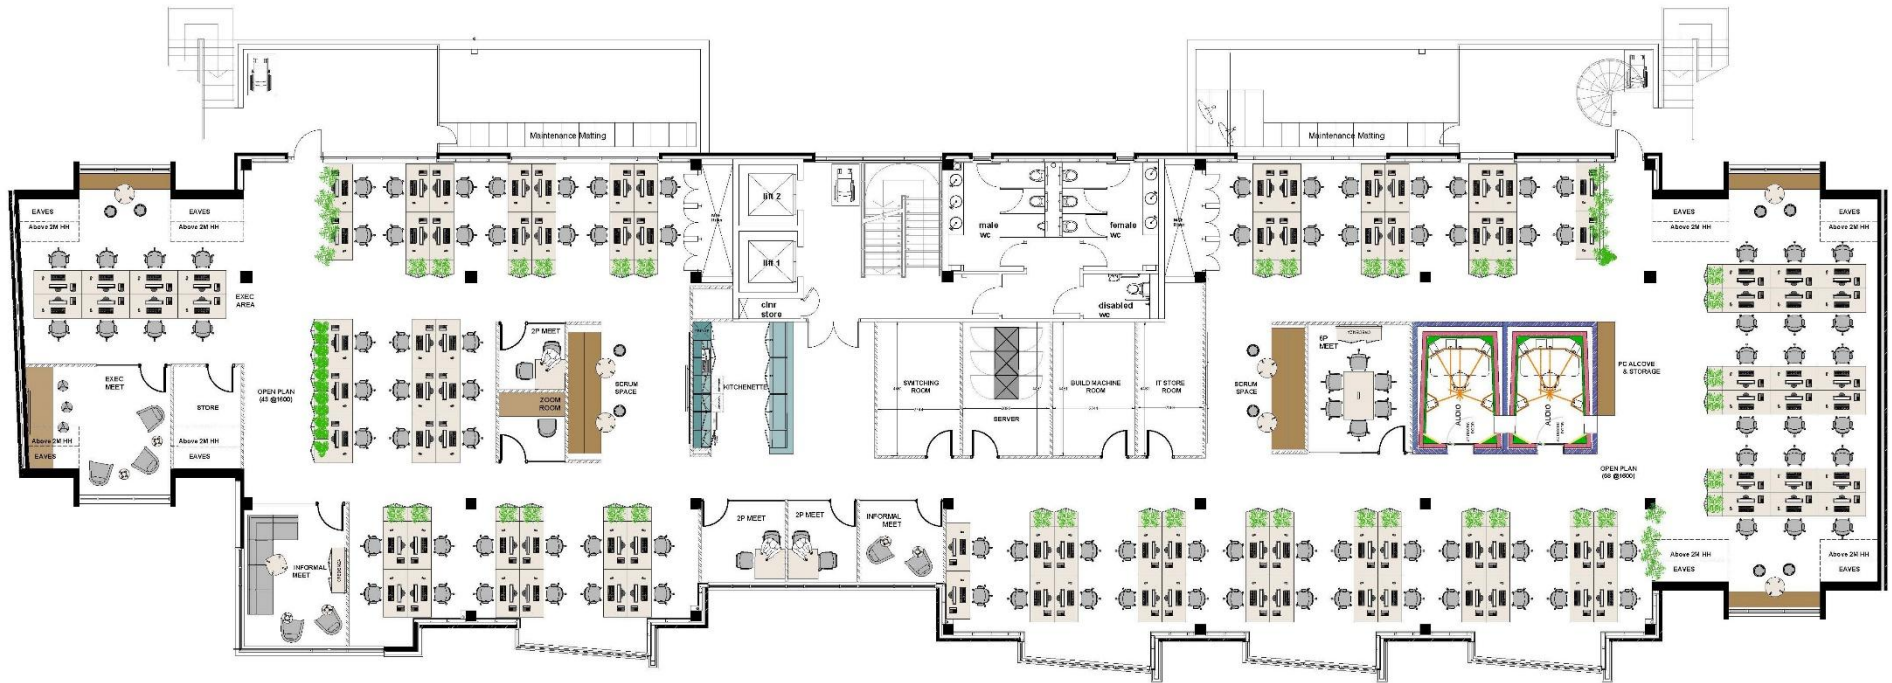 Maintenance Matting
Maintenance Matting
EAVES
Above 2M HH
EAVES
Above 2M HH
EXEC
AREA
lift 2
lift 1
clnr
store
male
wc
female
wc
disabled
wc
EAVES
Above 2M HH
EAVES
Above 2M HH
EXEC
MEET
STORE
Above 2M HH
EAVES
Above 2M HH
EAVES
OPEN PLAN
(43 @1600)
2P MEET
ZOOM
ROOM
SCRUM
SPACE
KITCHENETTE
SWITCHING
ROOM
SERVER
BUILD MACHINE
ROOM
IT STORE
ROOM
SCRUM
SPACE
6P
MEET
CREDENZA
AUDIO
AUDIO
PC ALCOVE
& STORAGE
OPEN PLAN
(68 @1600)
INFORMAL
MEET
CREDENZA
2P MEET
2P MEET
INFORMAL
MEET
Above 2M HH
EAVES
Above 2M HH
EAVES